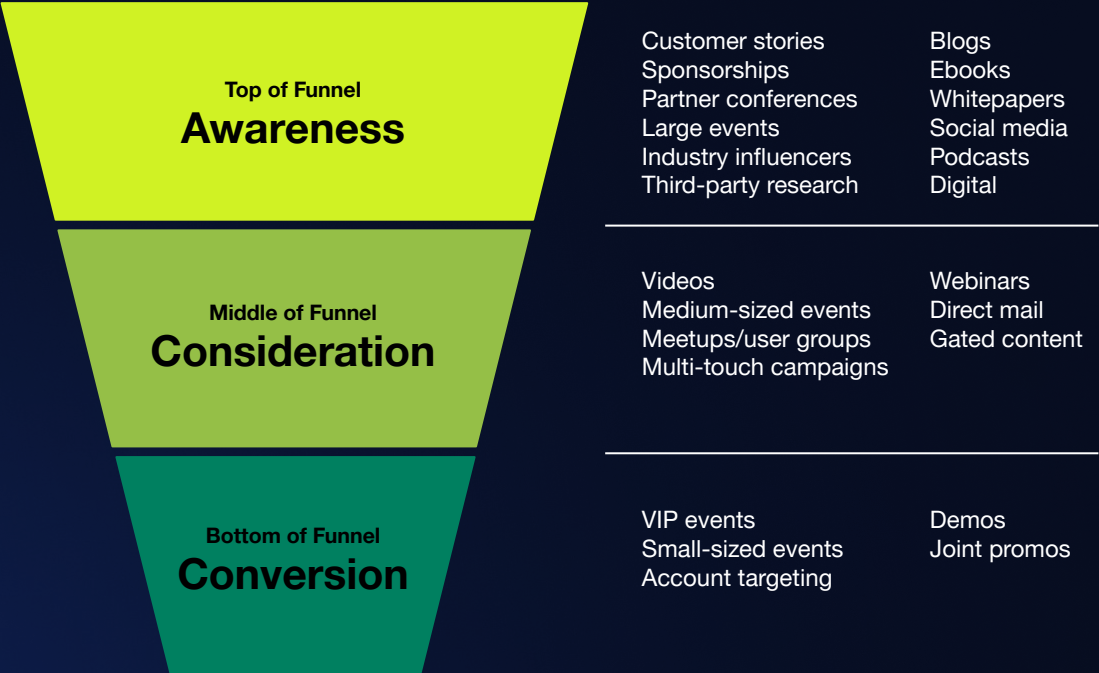 Top of Funnel
Awareness
Customer stories
Sponsorships
Partner conferences
Large events
Industry influencers
Third-party research
Blogs
Ebooks
Whitepapers
Social media
Podcasts
Digital
Middle of Funnel
Consideration
Videos
Medium-sized events
Meetups/user groups
Multi-touch campaigns
Webinars
Direct mail
Gated content
Bottom of Funnel
Conversion
VIP events
Small-sized events
Account targeting
Demos
Joint promos